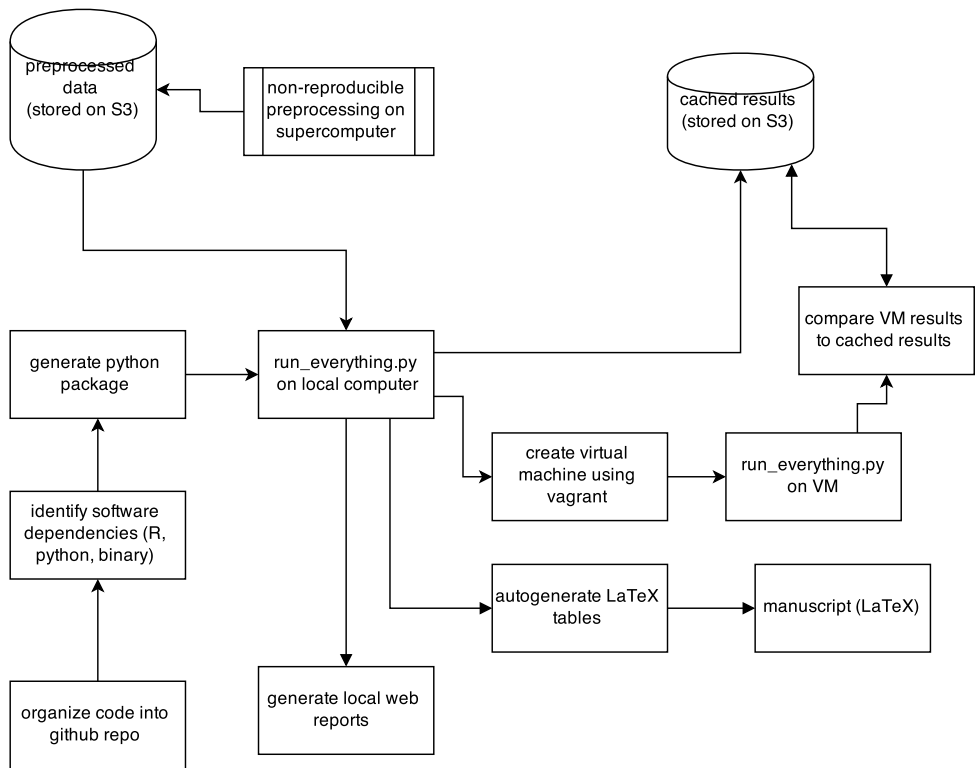 preprocessed
data
(stored on S3)
non-reproducible
preprocessing on
supercomputer
cached results
(stored on S3)
compare VM results
to cached results
generate python
package
run_everything.py
on local computer
create virtual
machine using
vagrant
run_everything.py
on VM
identify software
dependencies (R,
python, binary)
autogenerate LaTeX
tables
manuscript (LaTeX)
organize code into
github repo
generate local web
reports